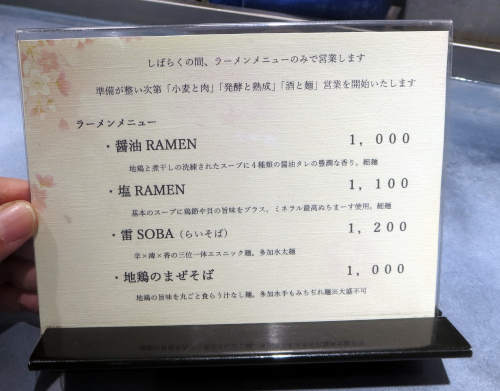 しばらくの間、ラーメンメニューのみで営業します
準備が整い次第「小麦と肉」「発酵と熟成」「酒と麺」営業を開始いたします
ラーメンメニュー
・醤油 RAMEN 1,000
地鶏と煮干しの洗練されたスープに4種類の醤油タレの豊潤な香り。細麺
・塩 RAMEN 1,100
基本のスープに鶏節や貝の旨味をプラス。ミネラル最高ぬちまーす使用。細麺
・雷 SOBA（らいそば） 1,200
辛×痺×香の三位一体エスニック麺。多加水太麺
・地鶏のまぜそば 1,000
地鶏の旨味を丸ごと食らう汁なし麺。多加水手もみちぢれ麺※大盛不可